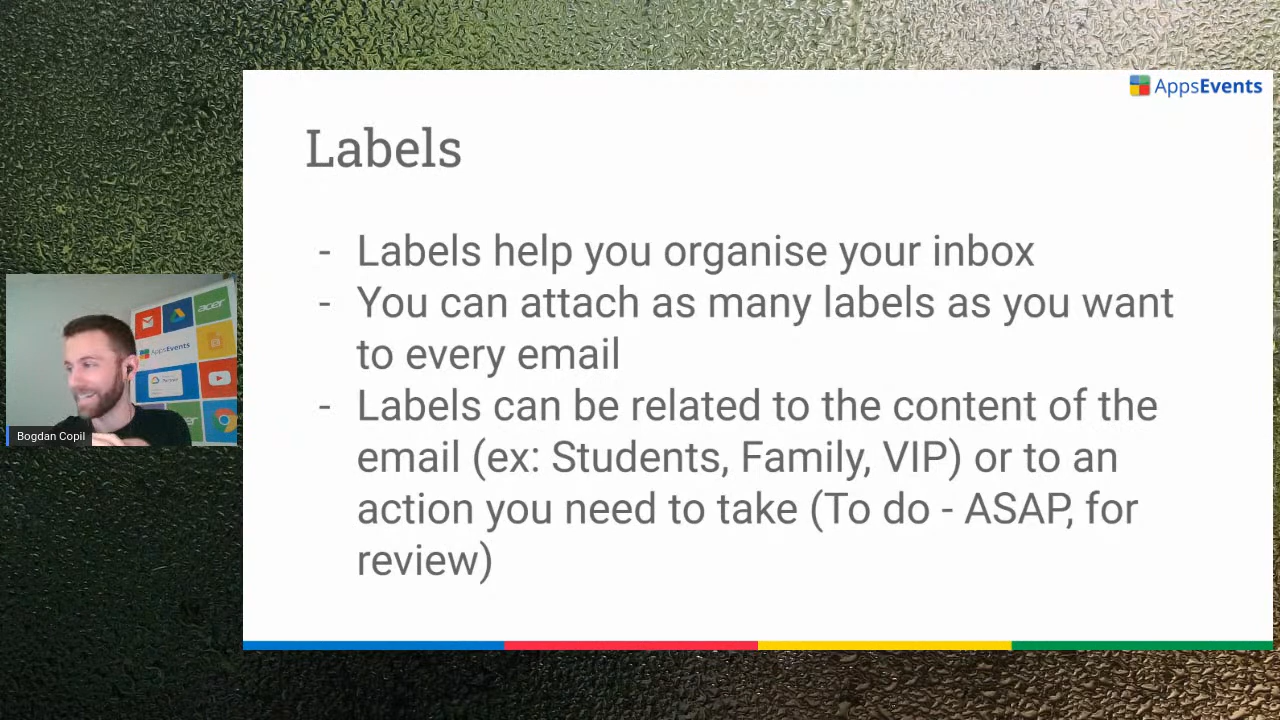 AppsEvents
Labels
- Labels help you organise your inbox
- You can attach as many labels as you want
to every email
- Labels can be related to the content of the
email (ex: Students, Family, VIP) or to an
action you need to take (To do - ASAP, for
review)
acer
AppsEvents
Bogdan Copil